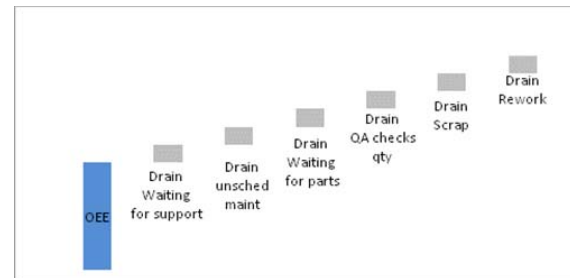 OEE
Drain
Waiting
for support
Drain
unsched
maint
Drain
Waiting
for parts
Drain
QA checks
qty
Drain
Scrap
Drain
Rework